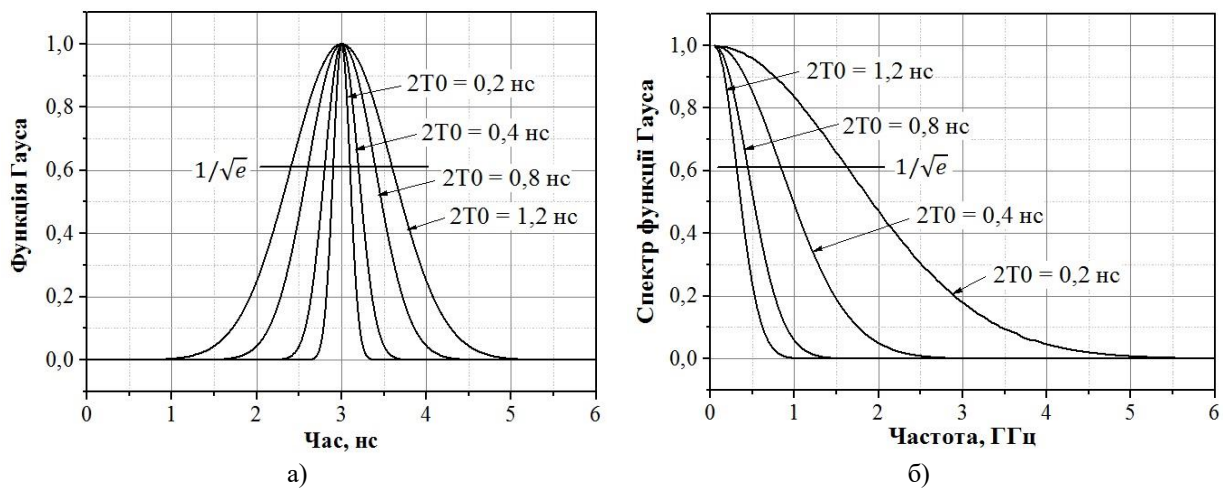 Функція Гауса
1,0
0,8
0,6
0,4
0,2
0,0
2T0 = 0,2 нс
2T0 = 0,4 нс
1/√e
2T0 = 0,8 нс
2T0 = 1,2 нс
0 1 2 3 4 5 6
Час, нс
а)
Спектр функції Гауса
1,0
0,8
0,6
0,4
0,2
0,0
2T0 = 1,2 нс
2T0 = 0,8 нс
1/√e
2T0 = 0,4 нс
2T0 = 0,2 нс
0 1 2 3 4 5 6
Частота, ГГц
б)